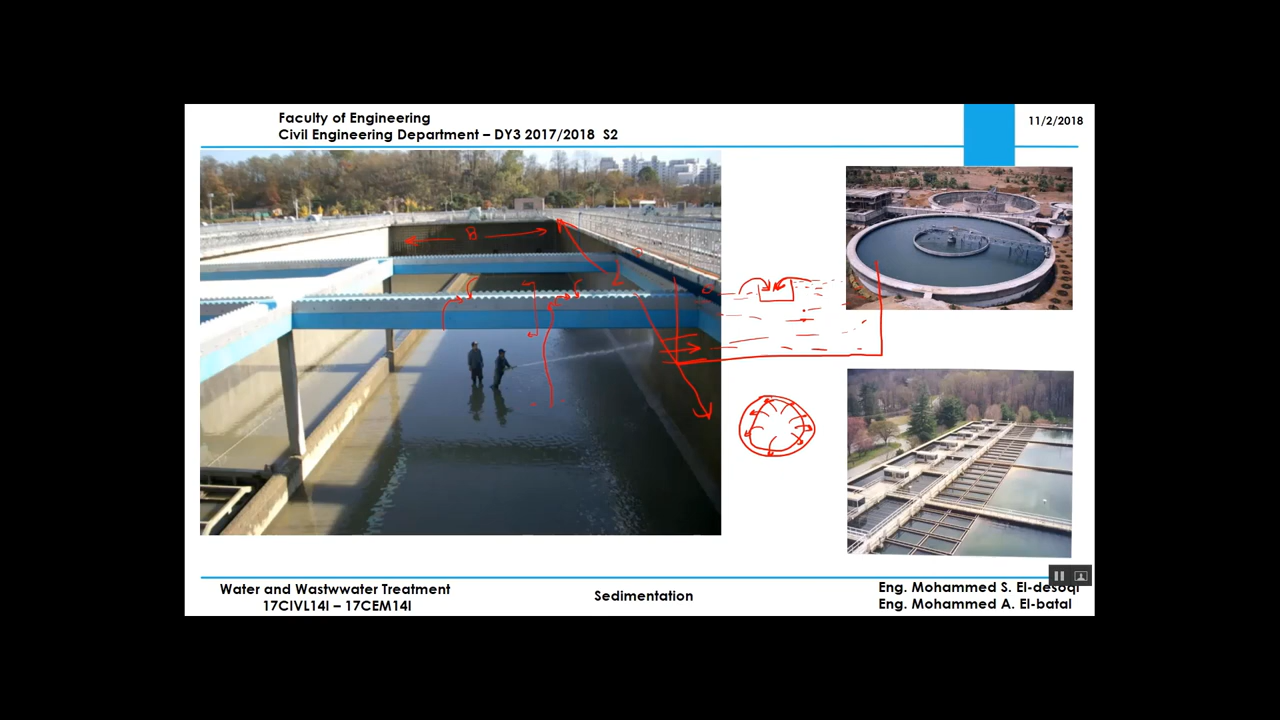 Faculty of Engineering
Civil Engineering Department – DY3 2017/2018 S2
11/2/2018
B
Water and Wastwwater Treatment
17CIVL14I – 17CEM14I
Sedimentation
Eng. Mohammed S. El-desoqi
Eng. Mohammed A. El-batal